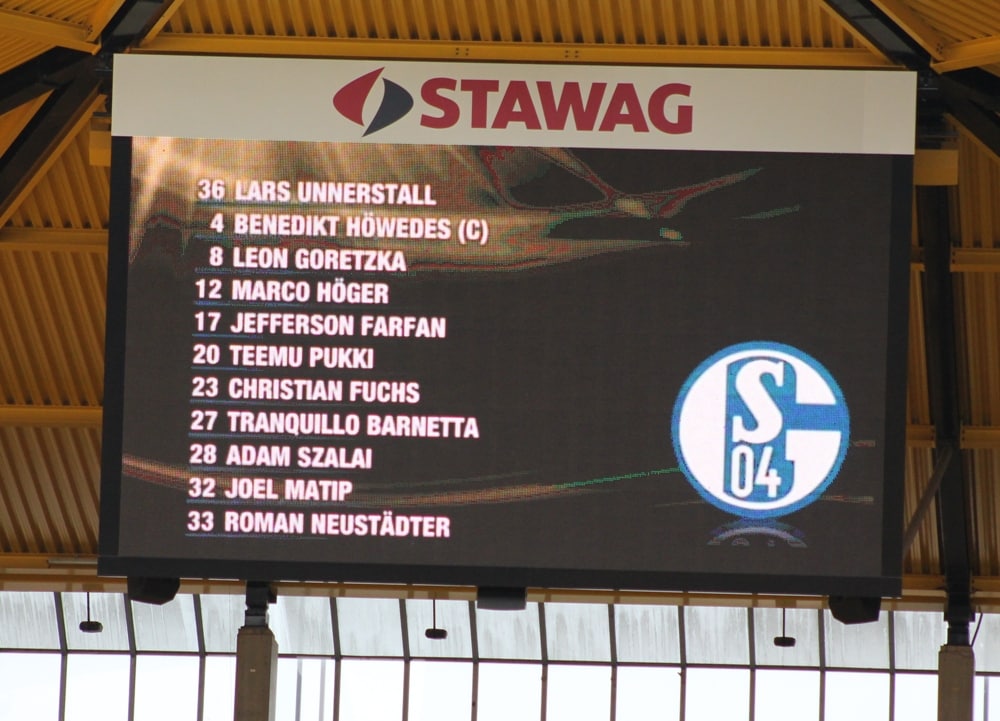 STAWAG
36 LARS UNNERSTALL
4 BENEDIKT HÖWEDES (C)
8 LEON GORETZKA
12 MARCO HÖGER
17 JEFFERSON FARFAN
20 TEEMU PUKKI
23 CHRISTIAN FUCHS
27 TRANQUILLO BARNETTA
28 ADAM SZALAI
32 JOEL MATIP
33 ROMAN NEUSTÄDTER
S
G
04